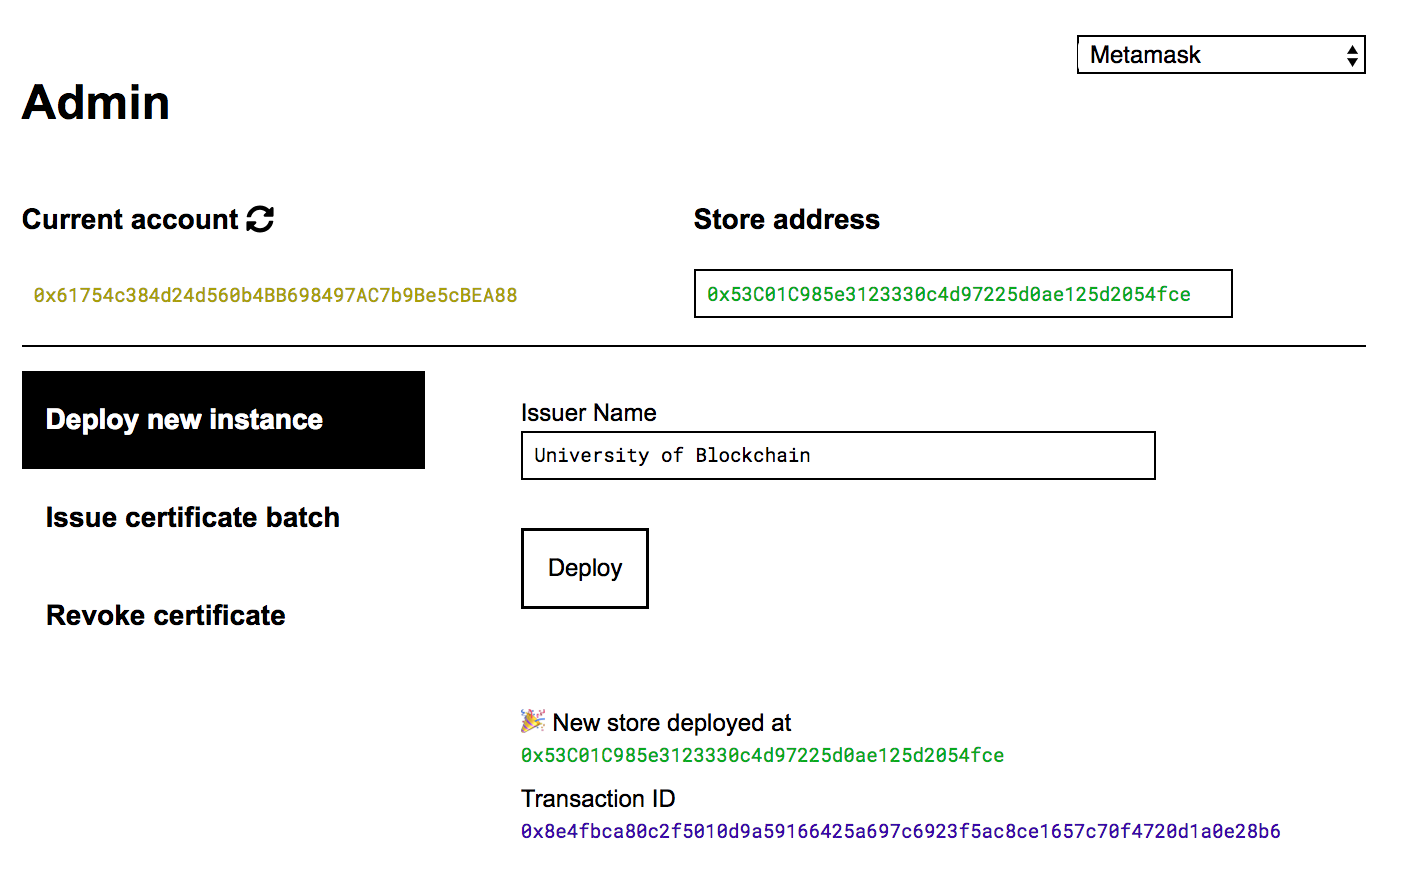 Metamask
Admin
Current account
Store address
0x61754c384d24d560b4BB698497AC7b9Be5cBEA88
0x53C01C985e3123330c4d97225d0ae125d2054fce
Deploy new instance
Issue certificate batch
Revoke certificate
Issuer Name
University of Blockchain
Deploy
🎉 New store deployed at
0x53C01C985e3123330c4d97225d0ae125d2054fce
Transaction ID
0x8e4fbca80c2f5010d9a59166425a697c6923f5ac8ce1657c70f4720d1a0e28b6